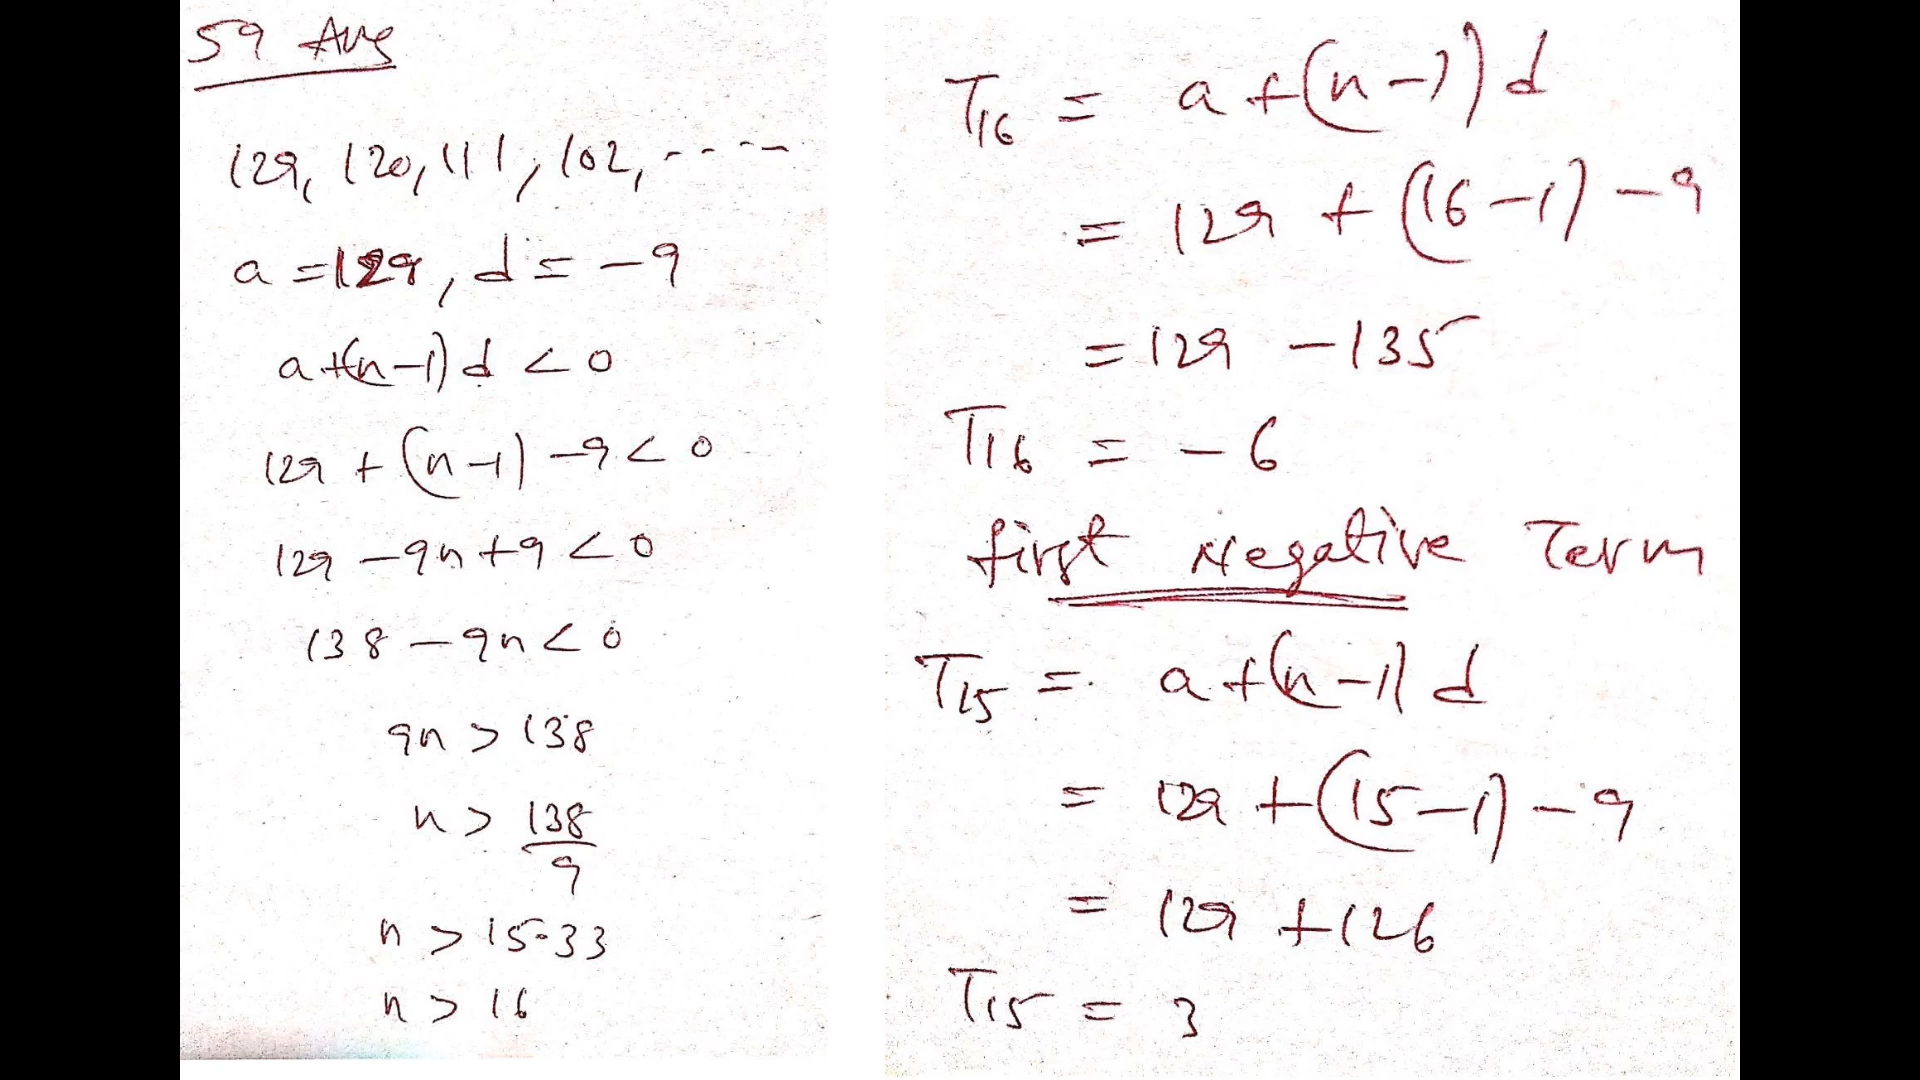 59 Ans
129, 120, 111, 102, ----
a = 129, d = -9
a + (n-1) d < 0
129 + (n-1) -9 < 0
129 - 9n + 9 < 0
138 - 9n < 0
9n > 138
n > 138/9
n > 15.33
n > 16
T16 = a + (n-1) d
= 129 + (16-1) -9
= 129 - 135
T16 = -6
first Negative Term
T15 = a + (n-1) d
= 129 + (15-1) -9
= 129 + 126
T15 = 3